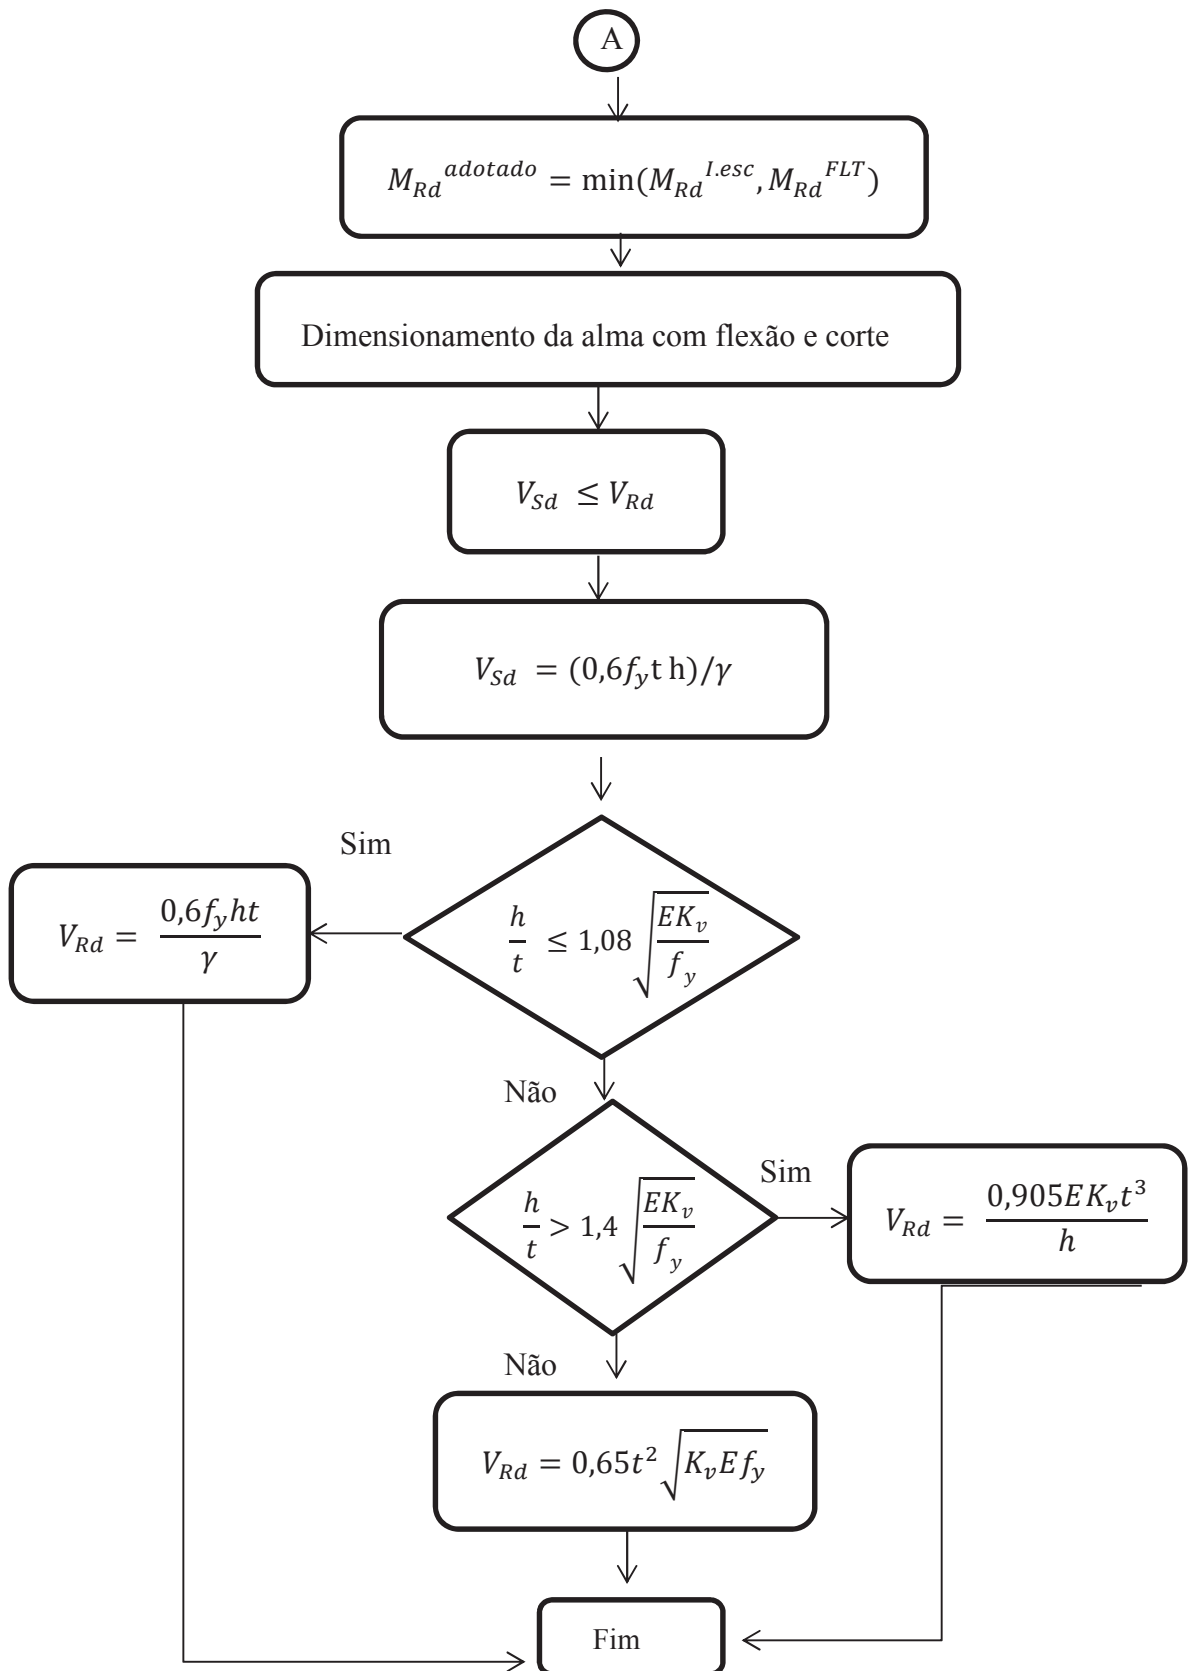 A
M_Rd^adotado = min(M_Rd^I.esc, M_Rd^FLT)
Dimensionamento da alma com flexão e corte
V_Sd ≤ V_Rd
V_Sd = (0,6f_y t h)/γ
Sim
V_Rd = 0,6f_y ht / γ
h/t ≤ 1,08 √(EK_v / f_y)
Não
h/t > 1,4 √(EK_v / f_y)
Sim
V_Rd = 0,905EK_v t³ / h
Não
V_Rd = 0,65t² √(K_v E f_y)
Fim